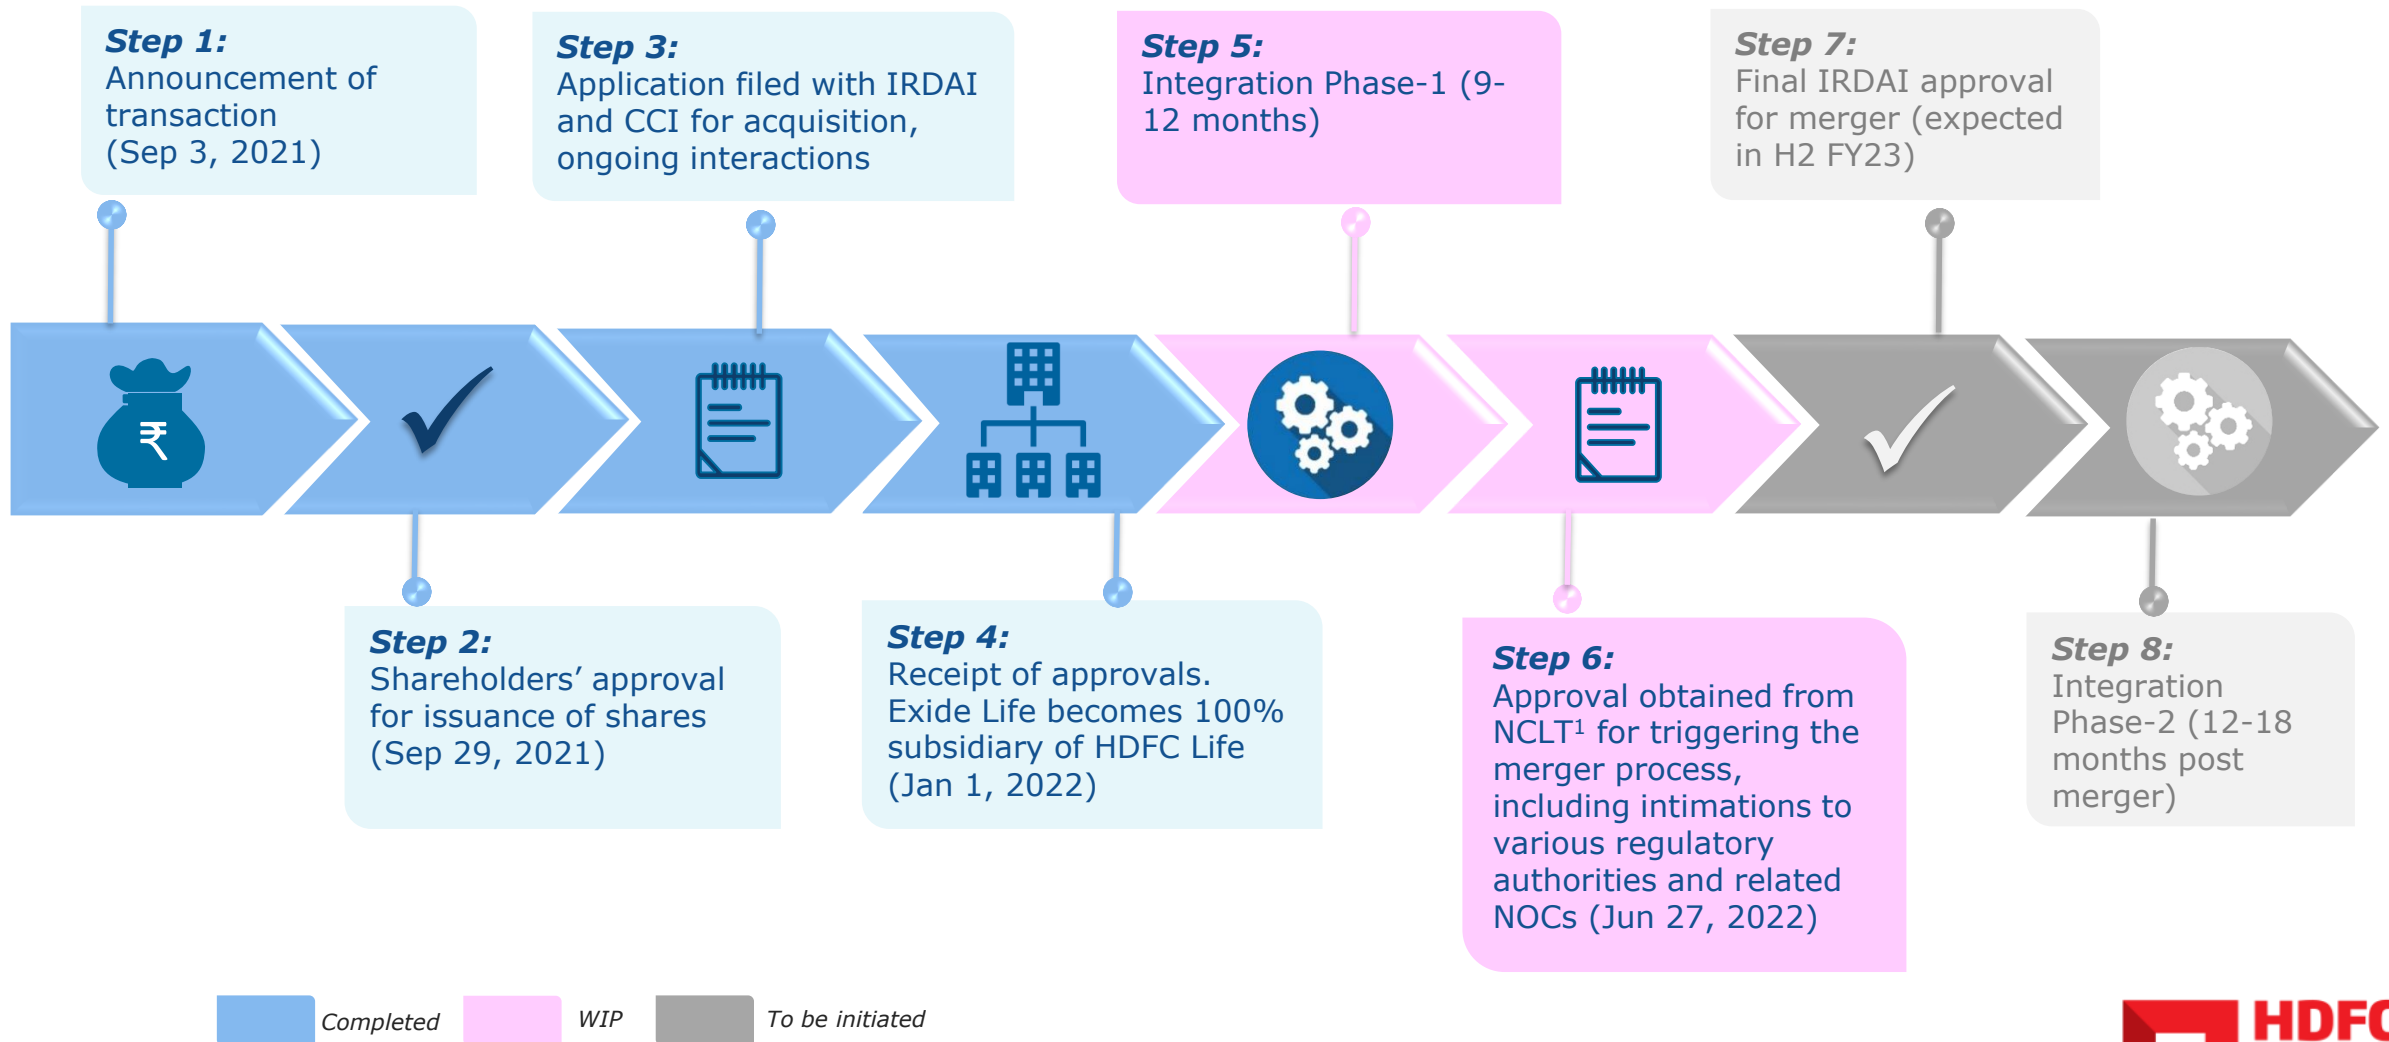 Step 1:
Announcement of
transaction
(Sep 3, 2021)
Step 3:
Application filed with IRDAI
and CCI for acquisition,
ongoing interactions
Step 5:
Integration Phase-1 (9-
12 months)
Step 7:
Final IRDAI approval
for merger (expected
in H2 FY23)
₹
Step 2:
Shareholders’ approval
for issuance of shares
(Sep 29, 2021)
Step 4:
Receipt of approvals.
Exide Life becomes 100%
subsidiary of HDFC Life
(Jan 1, 2022)
Step 6:
Approval obtained from
NCLT¹ for triggering the
merger process,
including intimations to
various regulatory
authorities and related
NOCs (Jun 27, 2022)
Step 8:
Integration
Phase-2 (12-18
months post
merger)
Completed
WIP
To be initiated
HDFC